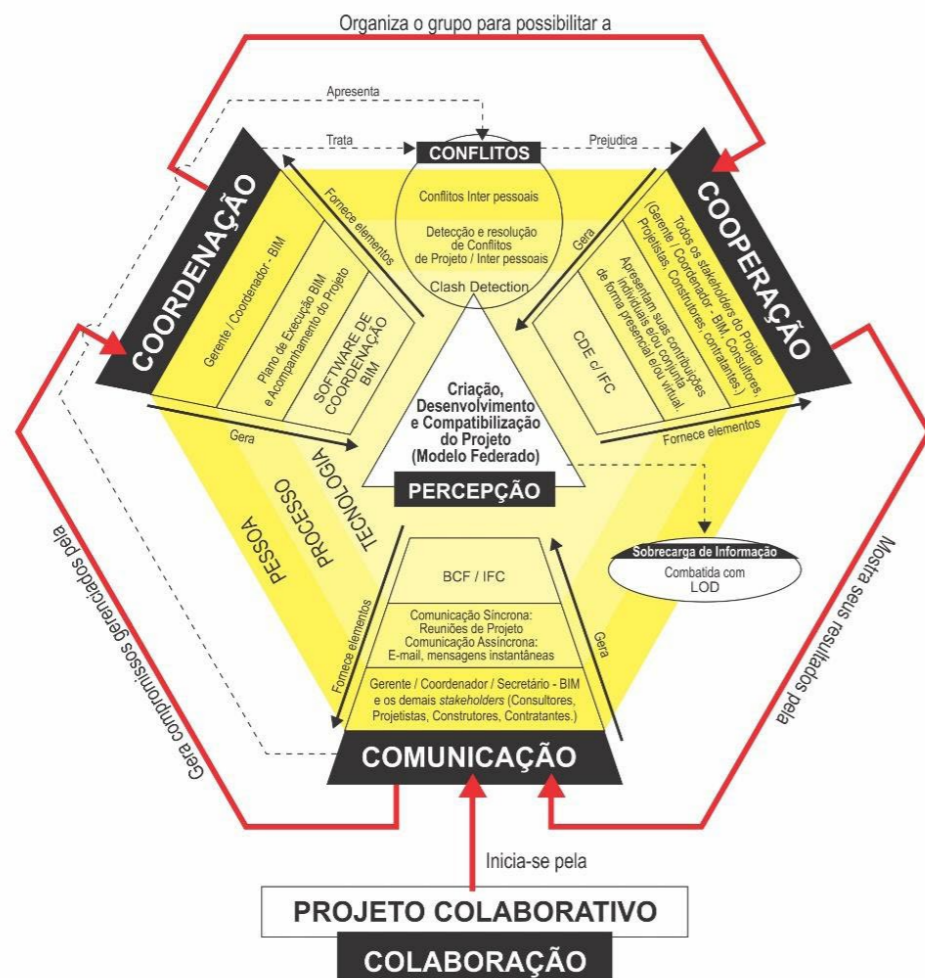 Organiza o grupo para possibilitar a
Apresenta
Trata
CONFLITOS
Prejudica
Conflitos Inter pessoais
Detecção e resolução
de Conflitos
de Projeto / Inter pessoais
Clash Detection
COORDENAÇÃO
Gerente / Coordenador - BIM
Plano de Execução BIM
e Acompanhamento do Projeto
SOFTWARE DE
COORDENAÇÃO
BIM
Fornece elementos
Gera
COOPERAÇÃO
Todos os stakeholders do Projeto
(Gerente / Coordenador - BIM, Consultores,
Projetistas, Construtores, contratantes.)
Apresentam suas contribuições
individuais e/ou conjunta
de forma presencial e/ou virtual.
CDE c/ IFC
Gera
Fornece elementos
Criação,
Desenvolvimento
e Compatibilização
do Projeto
(Modelo Federado)
PERCEPÇÃO
PESSOA
PROCESSO
TECNOLOGIA
Sobrecarga de Informação
Combatida com
LOD
BCF / IFC
Comunicação Síncrona:
Reuniões de Projeto
Comunicação Assincrona:
E-mail, mensagens instantâneas
Gerente / Coordenador / Secretário - BIM
e os demais stakeholders (Consultores,
Projetistas, Construtores, Contratantes.)
Fornece elementos
Gera
COMUNICAÇÃO
Gera compromissos gerenciados pela
Mostra seus resultados pela
Inicia-se pela
PROJETO COLABORATIVO
COLABORAÇÃO